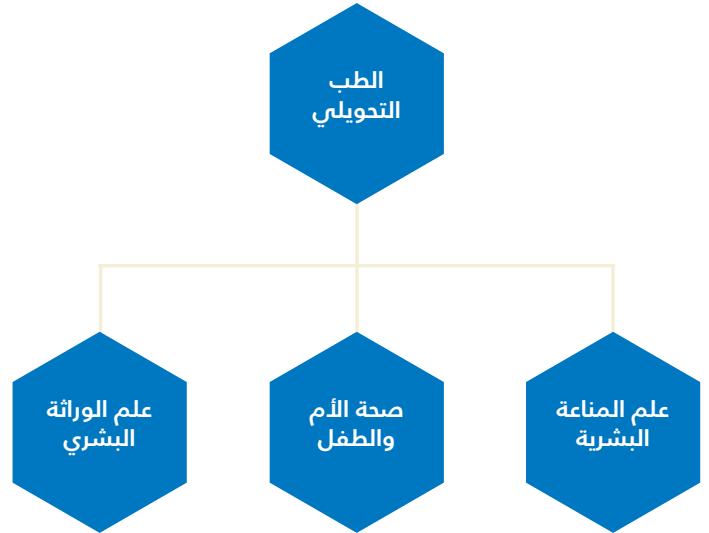 الطب
التحويلي
علم المناعة
البشرية
صحة الأم
والطفل
علم الوراثة
البشري